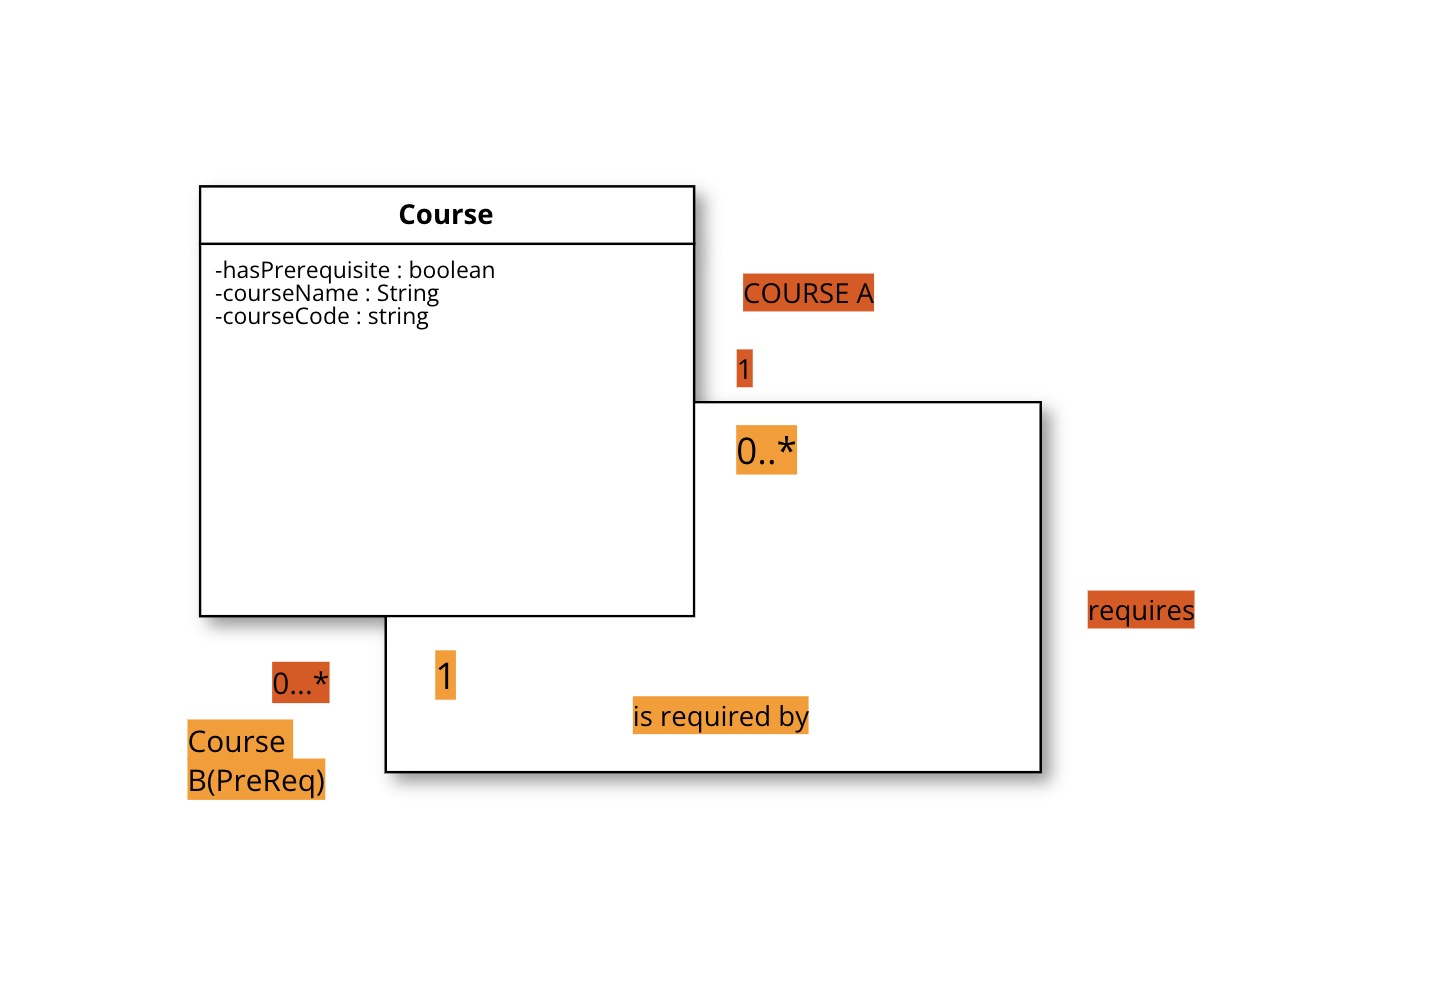 Course
-hasPrerequisite : boolean
-courseName : String
-courseCode : string
COURSE A
1
0..*
requires
1
0...*
is required by
Course
B(PreReq)